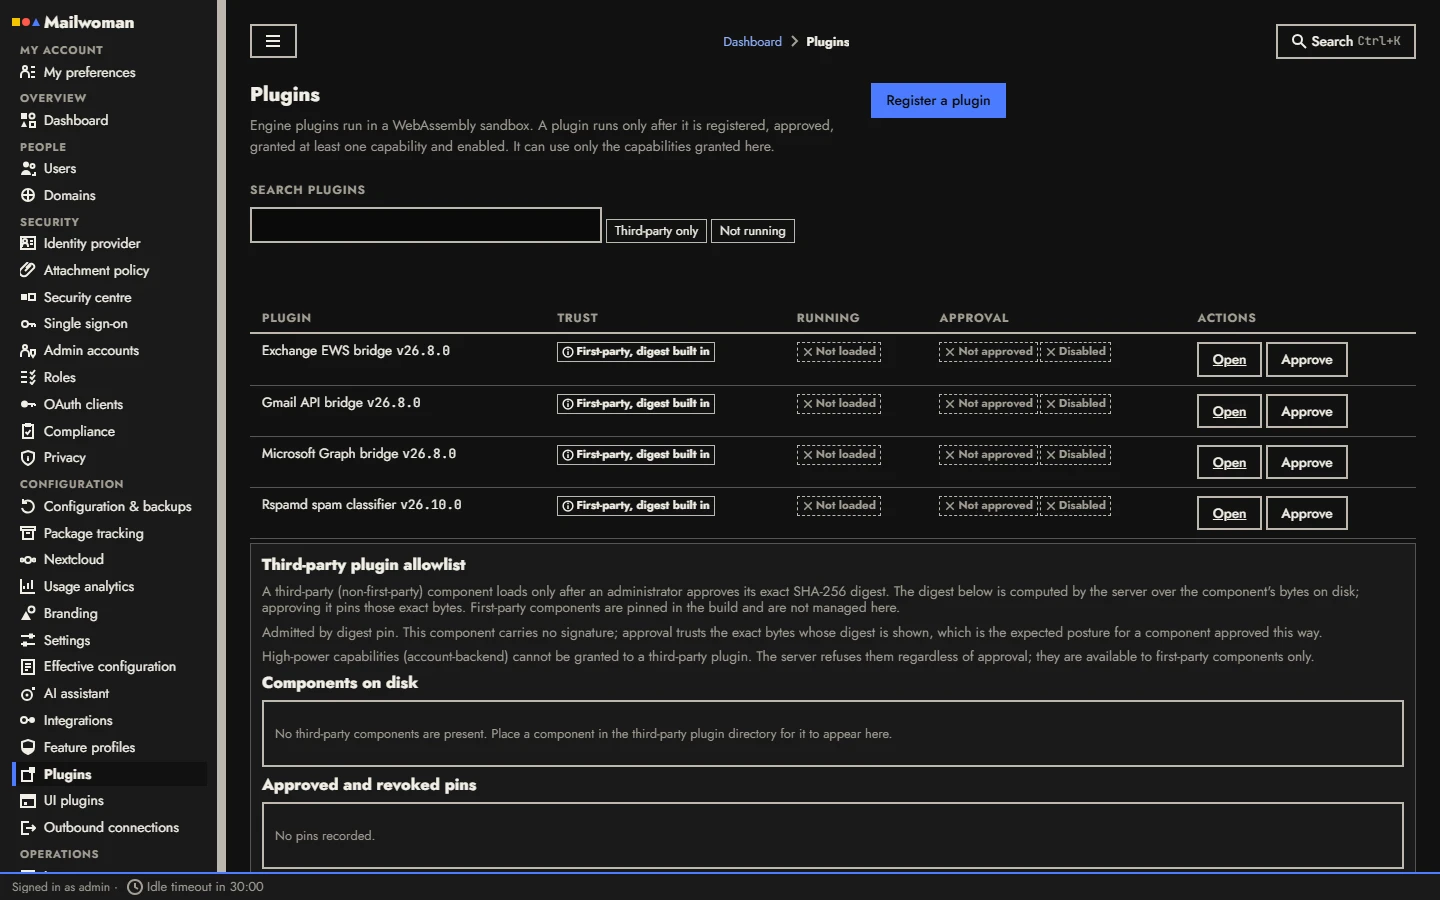 Mailwoman
MY ACCOUNT
My preferences
OVERVIEW
Dashboard
PEOPLE
Users
Domains
SECURITY
Identity provider
Attachment policy
Security centre
Single sign-on
Admin accounts
Roles
OAuth clients
Compliance
Privacy
CONFIGURATION
Configuration & backups
Package tracking
Nextcloud
Usage analytics
Branding
Settings
Effective configuration
AI assistant
Integrations
Feature profiles
Plugins
UI plugins
Outbound connections
OPERATIONS
Dashboard > Plugins
Search Ctrl+K
Plugins
Register a plugin
Engine plugins run in a WebAssembly sandbox. A plugin runs only after it is registered, approved,
granted at least one capability and enabled. It can use only the capabilities granted here.
SEARCH PLUGINS
Third-party only Not running
PLUGIN TRUST RUNNING APPROVAL ACTIONS
Exchange EWS bridge v26.8.0 First-party, digest built in Not loaded Not approved Disabled Open Approve
Gmail API bridge v26.8.0 First-party, digest built in Not loaded Not approved Disabled Open Approve
Microsoft Graph bridge v26.8.0 First-party, digest built in Not loaded Not approved Disabled Open Approve
Rspamd spam classifier v26.10.0 First-party, digest built in Not loaded Not approved Disabled Open Approve
Third-party plugin allowlist
A third-party (non-first-party) component loads only after an administrator approves its exact SHA-256 digest. The digest below is computed by the server over the component's bytes on disk;
approving it pins those exact bytes. First-party components are pinned in the build and are not managed here.
Admitted by digest pin. This component carries no signature; approval trusts the exact bytes whose digest is shown, which is the expected posture for a component approved this way.
High-power capabilities (account-backend) cannot be granted to a third-party plugin. The server refuses them regardless of approval; they are available to first-party components only.
Components on disk
No third-party components are present. Place a component in the third-party plugin directory for it to appear here.
Approved and revoked pins
No pins recorded.
Signed in as admin · Idle timeout in 30:00